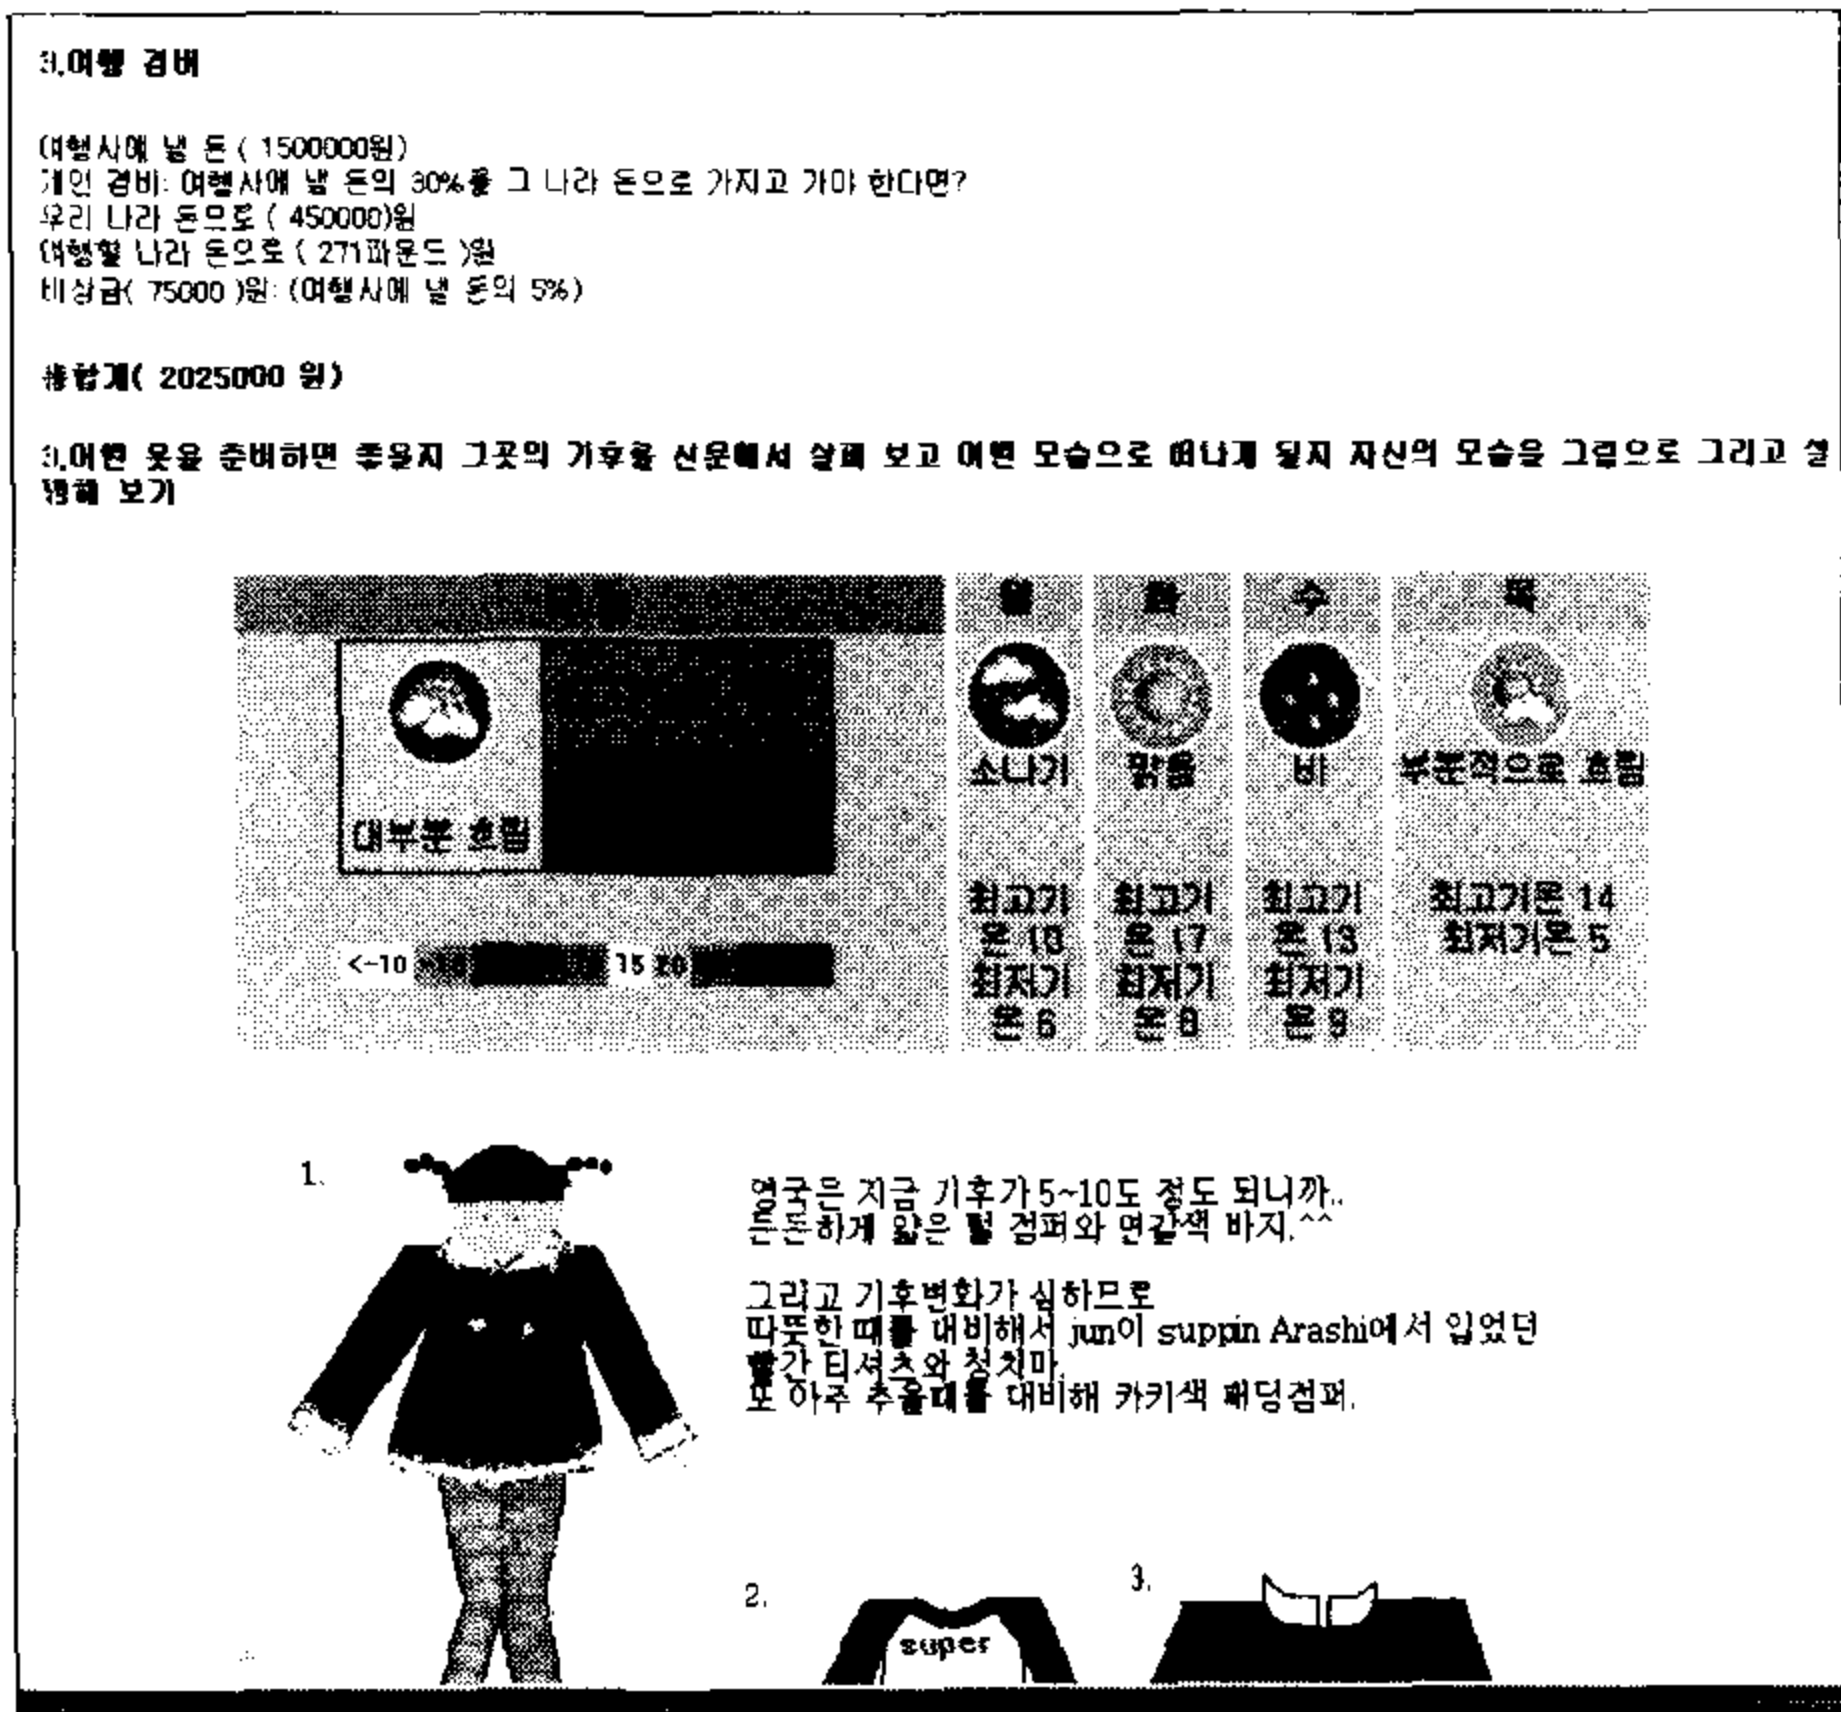 3.여행 경비
여행사에 낼 돈 ( 1500000원)
개인 경비: 여행사에 낼 돈의 30%를 그 나라 돈으로 가지고 가야 한다면?
우리 나라 돈으로 ( 450000)원
여행할 나라 돈으로 ( 271파운드 )원
비상금( 75000 )원: (여행사에 낼 돈의 5%)
총합계( 2025000 원)
3.어떤 옷을 준비하면 좋을지 그곳의 기후를 신문에서 살펴 보고 어떤 모습으로 떠나게 될지 자신의 모습을 그림으로 그리고 설
명해 보기
월 화 수 목
대부분 흐림
소나기 맑음 비 부분적으로 흐림
최고기 최고기 최고기 최고기온 14
온 온 17 온 13 최저기온 5
최저기 최저기 최저기
온 6 온 온 9
<-10 15 20
1.
영국은 지금 기후가 5~10도 정도 되니까..
든든하게 얇은 털 점퍼와 면갈색 바지.^^
그리고 기후변화가 심하므로
따뜻한 때를 대비해서 jun이 suppin Arashi에서 입었던
빨간 티셔츠와 청치마.
또 아주 추울때를 대비해 카키색 패딩점퍼.
2.
super
3.